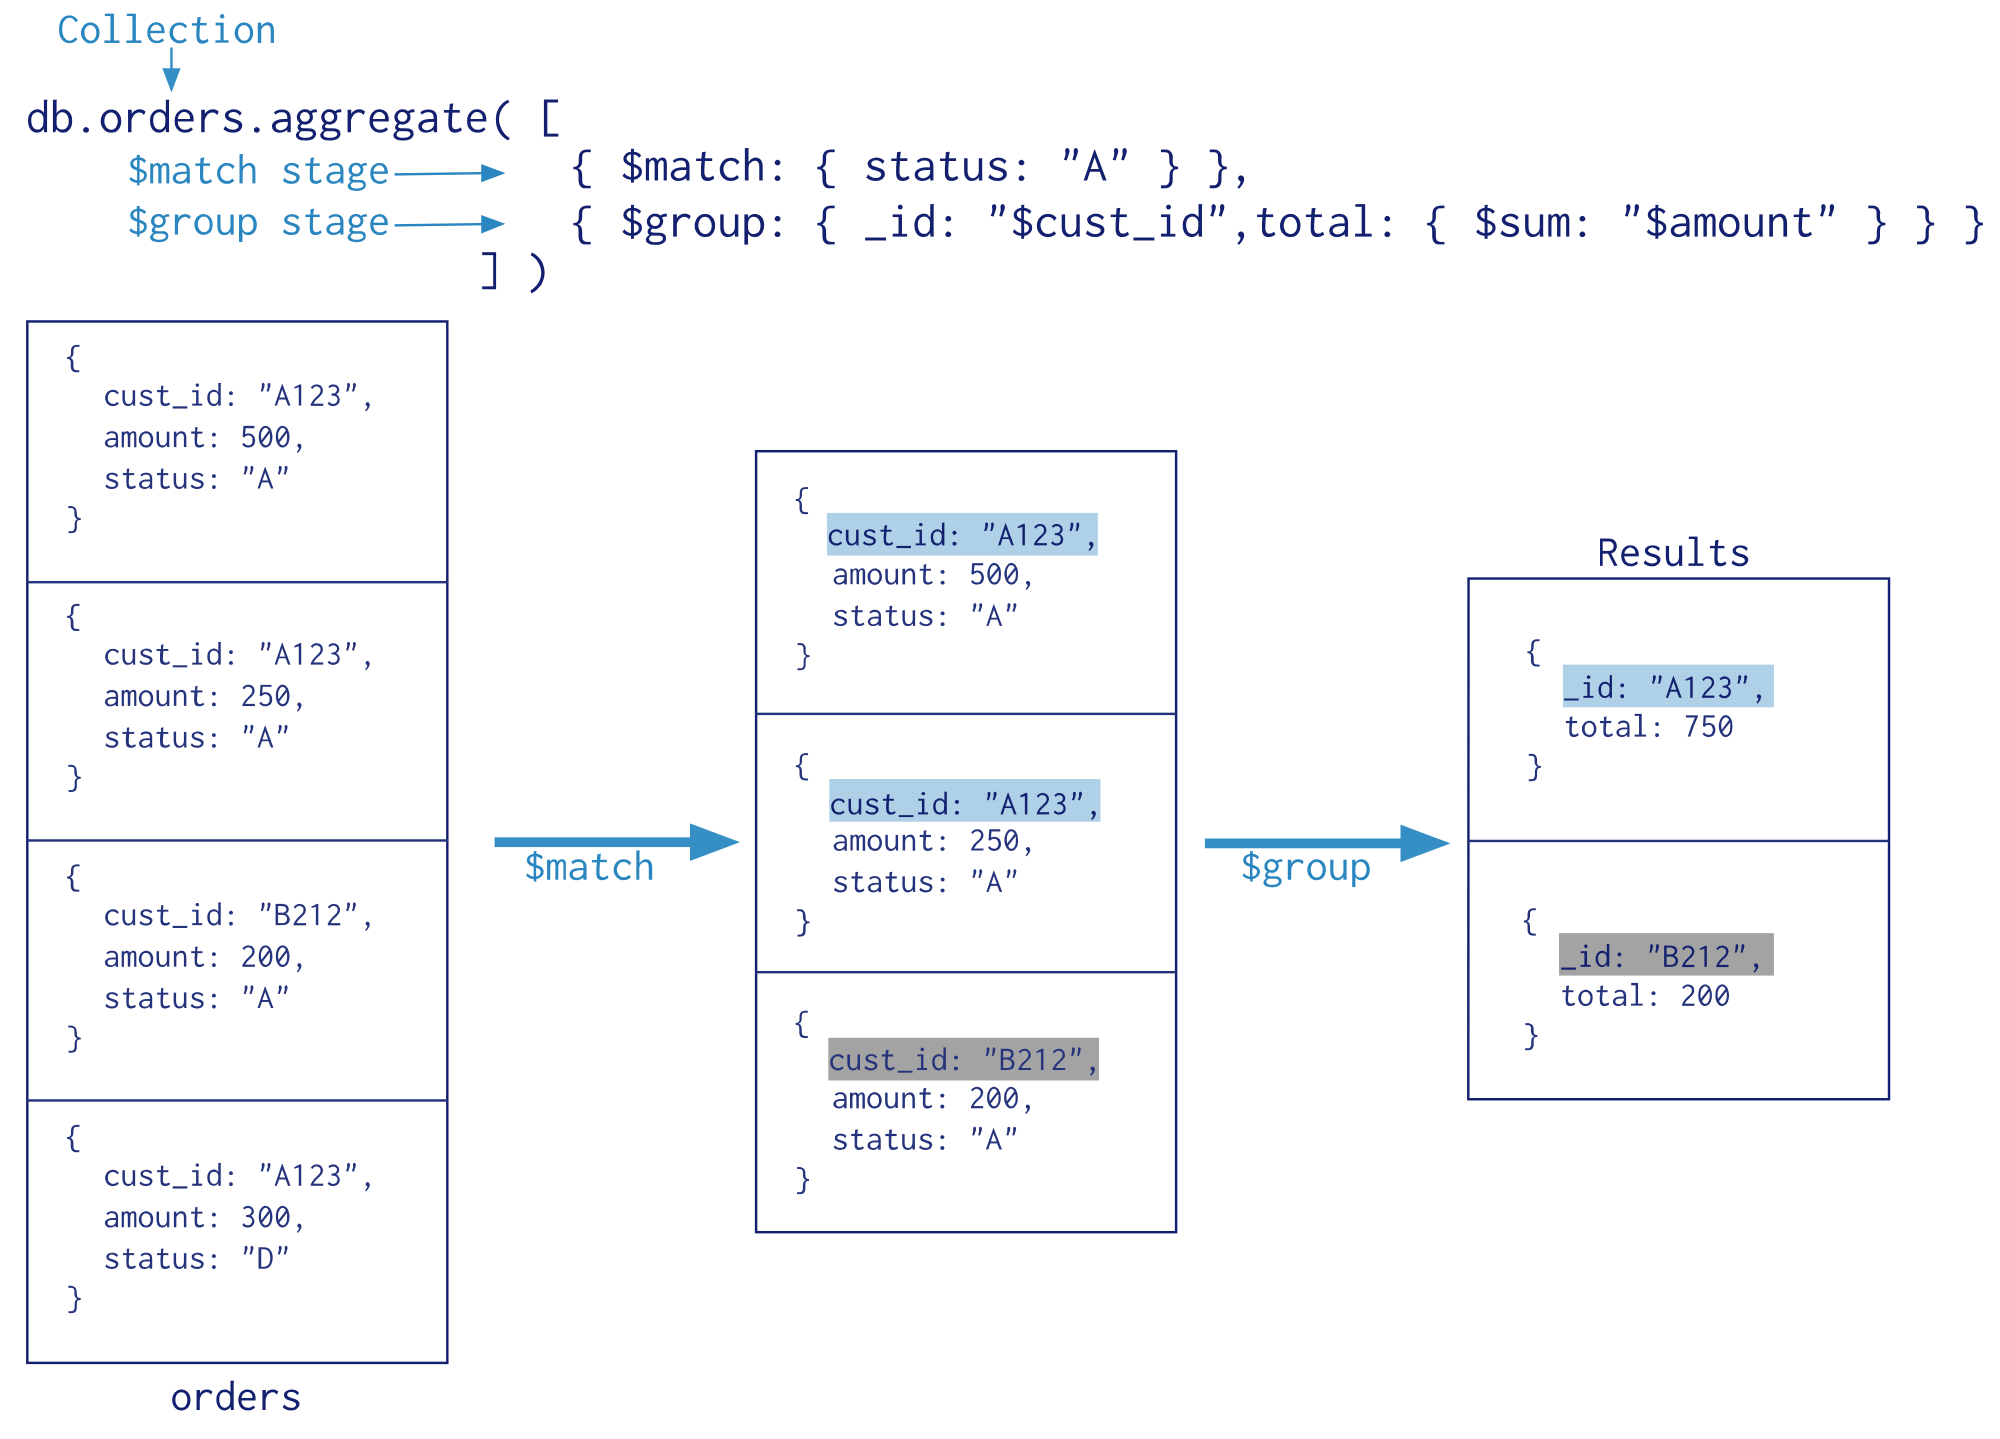 Collection
db.orders.aggregate( [
$match stage
{ $match: { status: "A" } },
$group stage
{ $group: { _id: "$cust_id",total: { $sum: "$amount" } } }
] )
{
cust_id: "A123",
amount: 500,
status: "A"
}
{
cust_id: "A123",
amount: 250,
status: "A"
}
{
cust_id: "B212",
amount: 200,
status: "A"
}
{
cust_id: "A123",
amount: 300,
status: "D"
}
orders
$match
{
cust_id: "A123",
amount: 500,
status: "A"
}
{
cust_id: "A123",
amount: 250,
status: "A"
}
{
cust_id: "B212",
amount: 200,
status: "A"
}
$group
Results
{
_id: "A123",
total: 750
}
{
_id: "B212",
total: 200
}